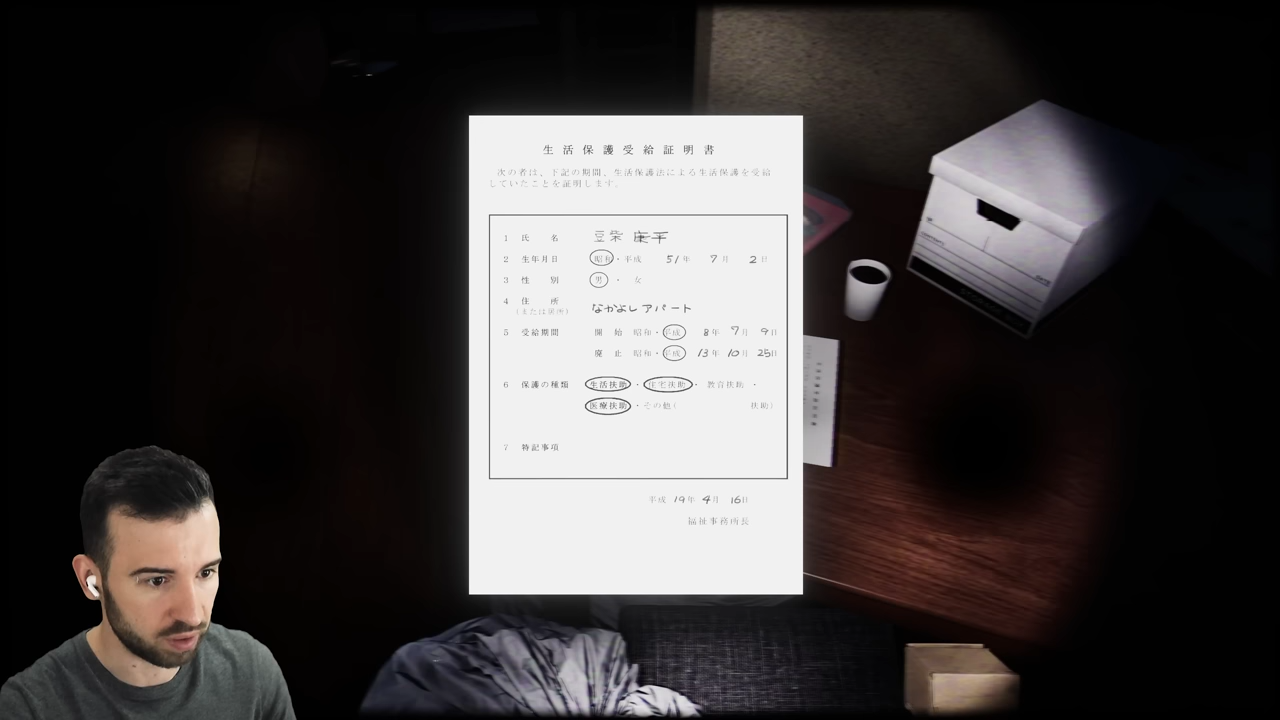 生活保護受給証明書
次の者は、下記の期間、生活保護法による生活保護を受給
していたことを証明します。
1 氏 名 豆柴 康平
2 生年月日 昭和・平成 51年 7月 2日
3 性 別 男 ・ 女
4 住 所 なかよしアパート
(または居所)
5 受給期間 開 始 昭和・平成 8年 7月 9日
廃 止 昭和・平成 13年 10月 25日
6 保護の種類 生活扶助 ・ 住宅扶助 ・ 教育扶助 ・
医療扶助 ・その他( 扶助)
7 特記事項
平成 19年 4月 16日
福祉事務所長